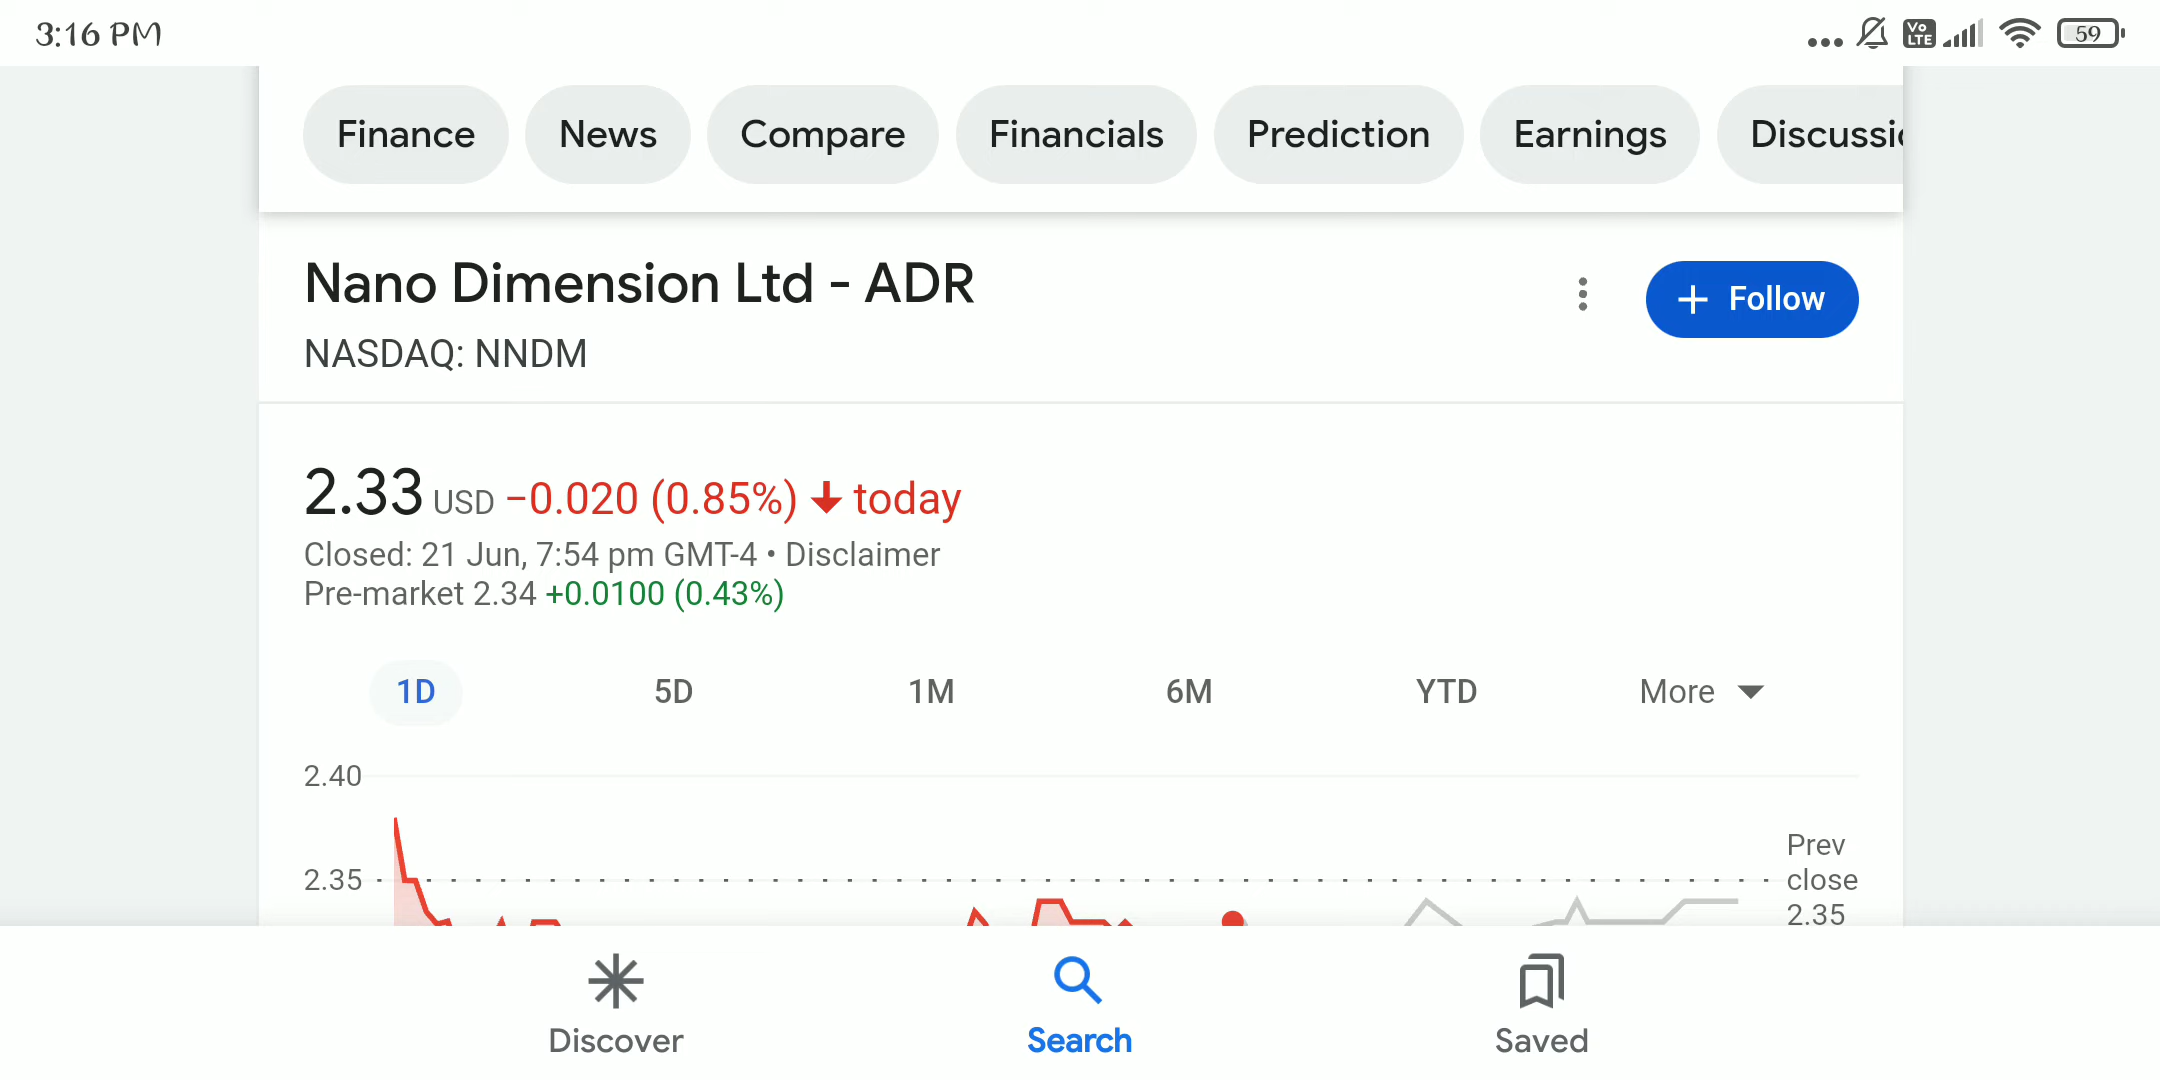 3:16 PM
Vo LTE
59
Finance News Compare Financials Prediction Earnings Discussio
Nano Dimension Ltd - ADR
+ Follow
NASDAQ: NNDM
2.33 USD −0.020 (0.85%) ↓ today
Closed: 21 Jun, 7:54 pm GMT-4 • Disclaimer
Pre-market 2.34 +0.0100 (0.43%)
1D 5D 1M 6M YTD More
2.40
2.35
Prev
close
2.35
Discover Search Saved